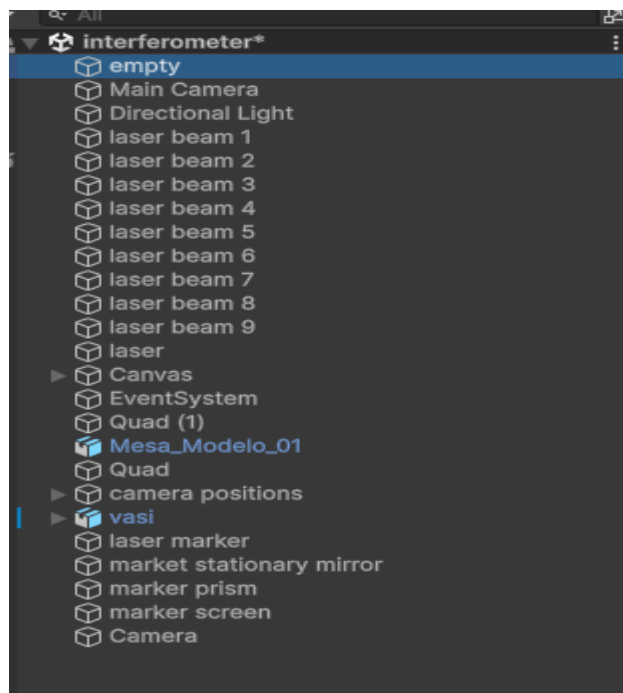 All
interferometer*
empty
Main Camera
Directional Light
laser beam 1
laser beam 2
laser beam 3
laser beam 4
laser beam 5
laser beam 6
laser beam 7
laser beam 8
laser beam 9
laser
Canvas
EventSystem
Quad (1)
Mesa_Modelo_01
Quad
camera positions
vasi
laser marker
market stationary mirror
marker prism
marker screen
Camera